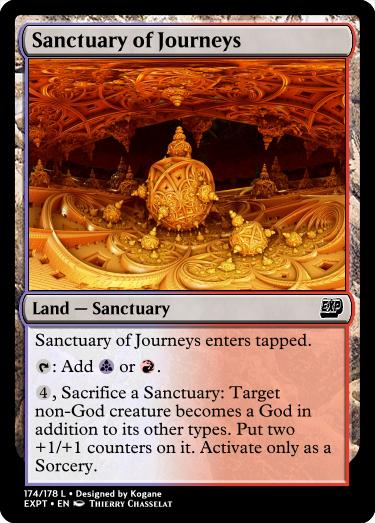 Sanctuary of Journeys
Land — Sanctuary
EXP
Sanctuary of Journeys enters tapped.
: Add or .
4, Sacrifice a Sanctuary: Target
non-God creature becomes a God in
addition to its other types. Put two
+1/+1 counters on it. Activate only as a
Sorcery.
174/178 L • Designed by Kogane
EXPT • EN Thierry Chasselat